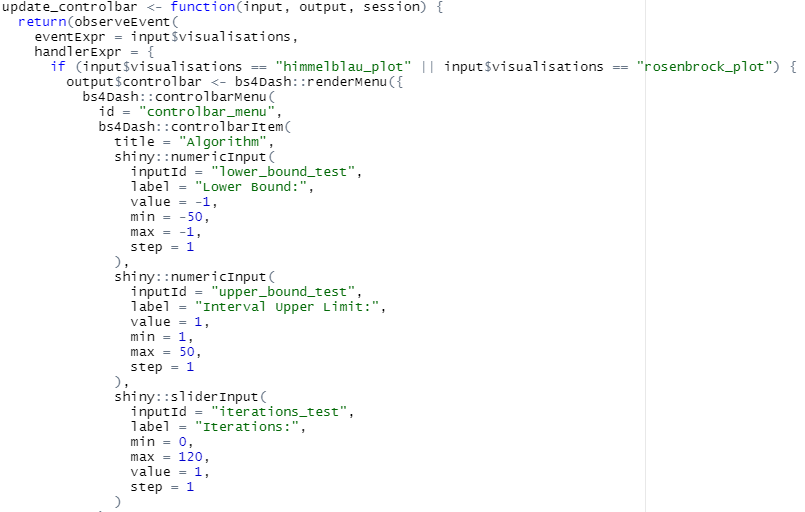 update_controlbar <- function(input, output, session) {
  return(observeEvent(
    eventExpr = input$visualisations,
    handlerExpr = {
      if (input$visualisations == "himmelblau_plot" || input$visualisations == "rosenbrock_plot") {
        output$controlbar <- bs4Dash::renderMenu({
          bs4Dash::controlbarMenu(
            id = "controlbar_menu",
            bs4Dash::controlbarItem(
              title = "Algorithm",
              shiny::numericInput(
                inputId = "lower_bound_test",
                label = "Lower Bound:",
                value = -1,
                min = -50,
                max = -1,
                step = 1
              ),
              shiny::numericInput(
                inputId = "upper_bound_test",
                label = "Interval Upper Limit:",
                value = 1,
                min = 1,
                max = 50,
                step = 1
              ),
              shiny::sliderInput(
                inputId = "iterations_test",
                label = "Iterations:",
                min = 0,
                max = 120,
                value = 1,
                step = 1
              )